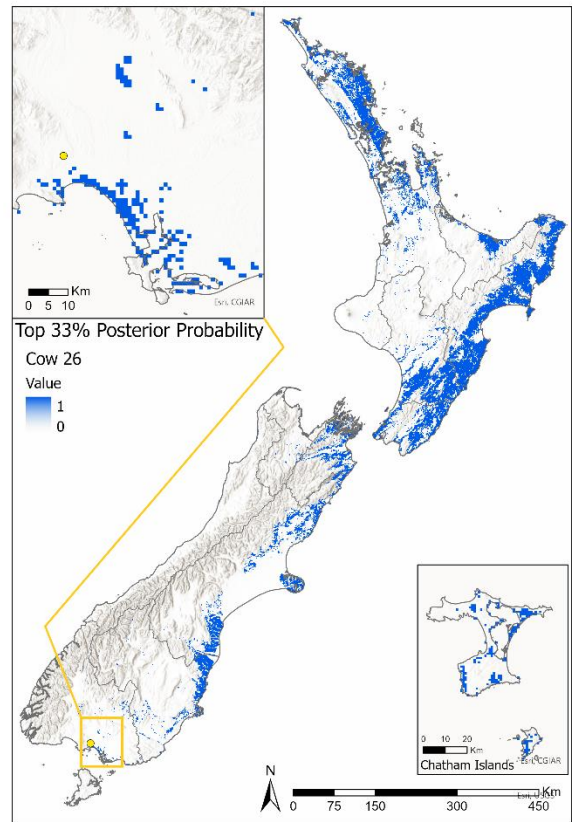 0 5 10 Km
Esri, CGIAR
Top 33% Posterior Probability
Cow 26
Value
1
0
0 10 20
Km
Esri, CGIAR
Chatham Islands
N
Km
0 75 150 300 450